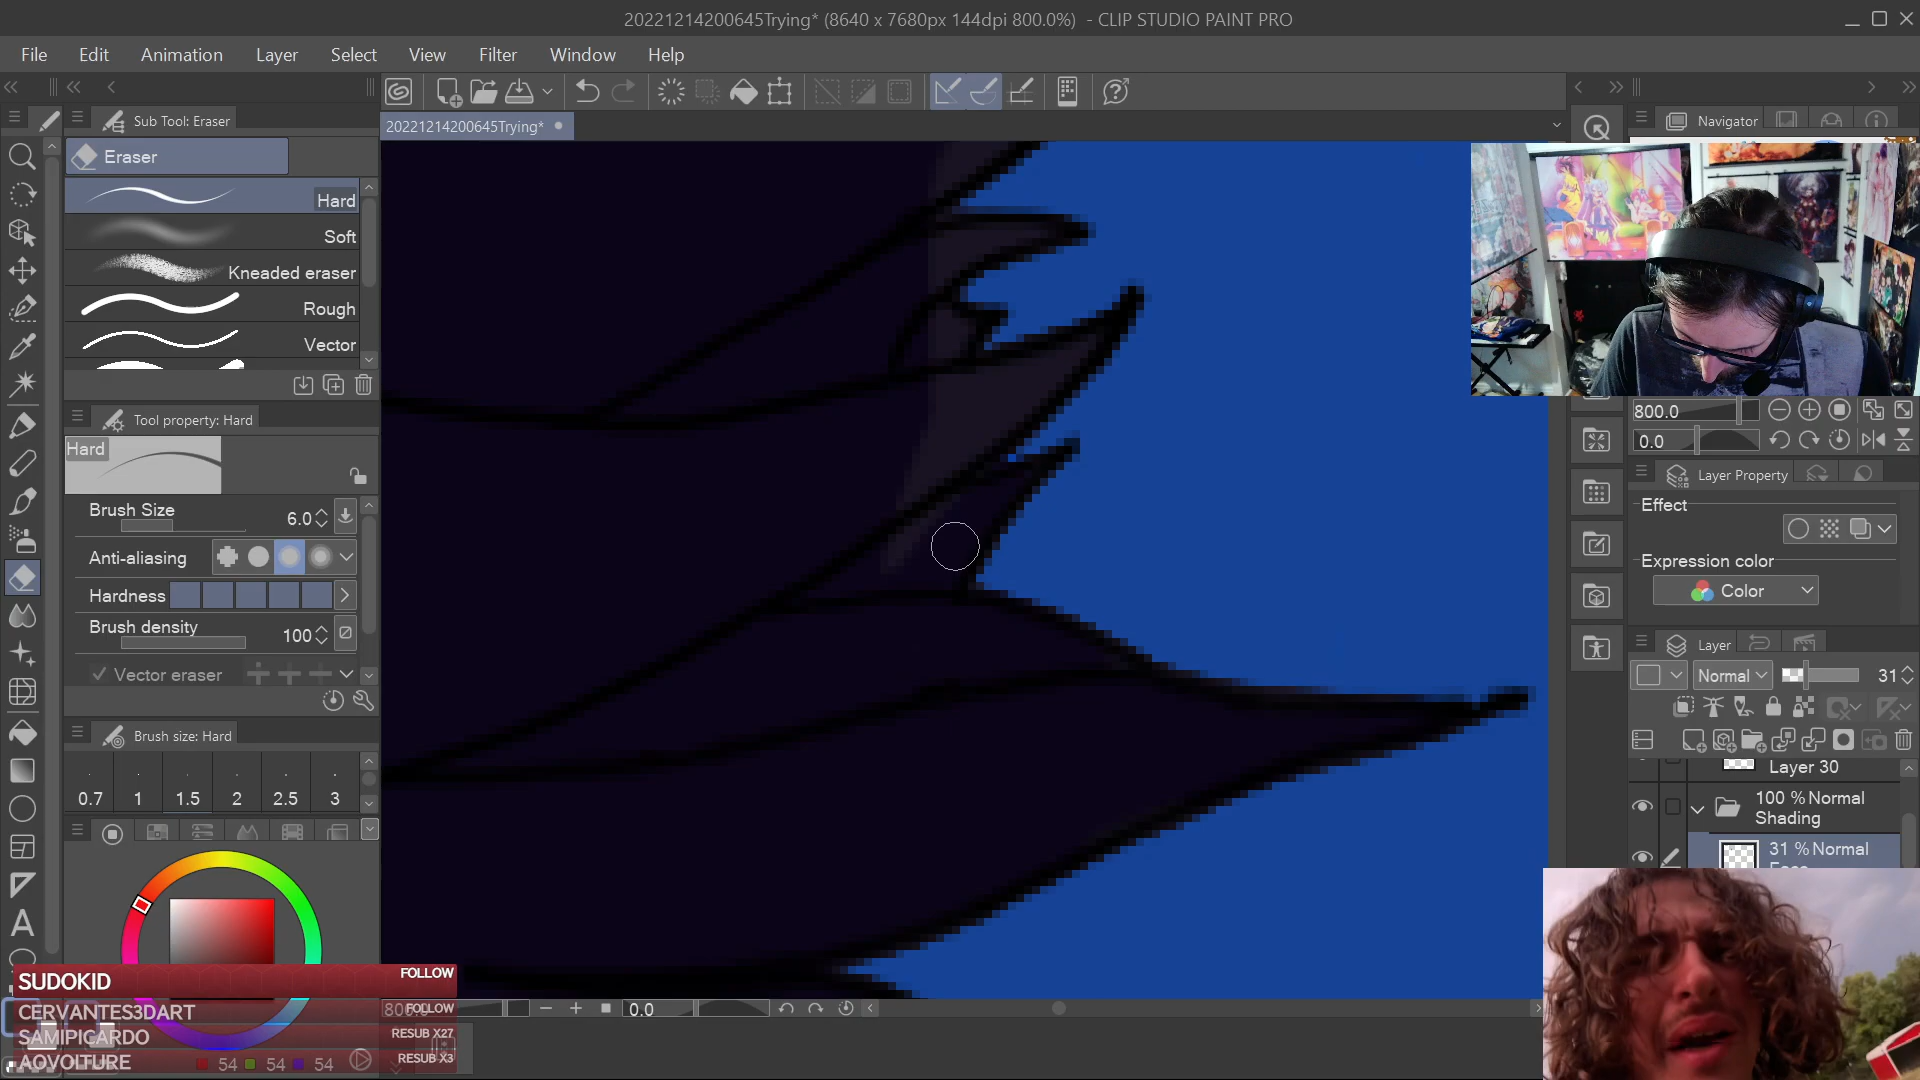 20221214200645Trying* (8640 x 7680px 144dpi 800.0%) - CLIP STUDIO PAINT PRO
File Edit Animation Layer Select View Filter Window Help
Sub Tool: Eraser
20221214200645Trying*
Navigator
Eraser
Hard
Soft
Kneaded eraser
Rough
Vector
Tool property: Hard
Hard
Brush Size 6.0
Anti-aliasing
Hardness
Brush density 100
Vector eraser
Brush size: Hard
0.7 1 1.5 2 2.5 3
800.0
0.0
Layer Property
Effect
Expression color
Color
Layer
Normal 31
Layer 30
100 % Normal
Shading
31 % Normal
SUDOKID FOLLOW
CERVANTES3DART FOLLOW
SAMIPICARDO RESUB X27
AOVOLTURE RESUB X3
0.0
54 54 54